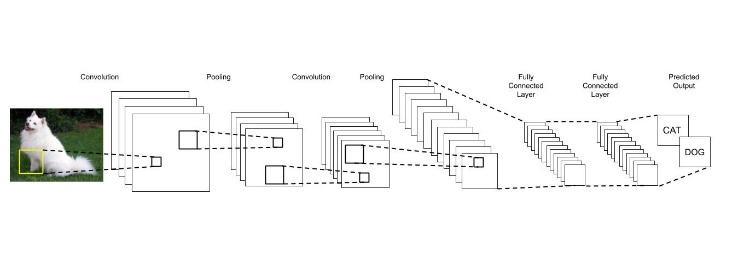 Convolution
Pooling
Convolution
Pooling
Fully
Connected
Layer
Fully
Connected
Layer
Predicted
Output
CAT
DOG